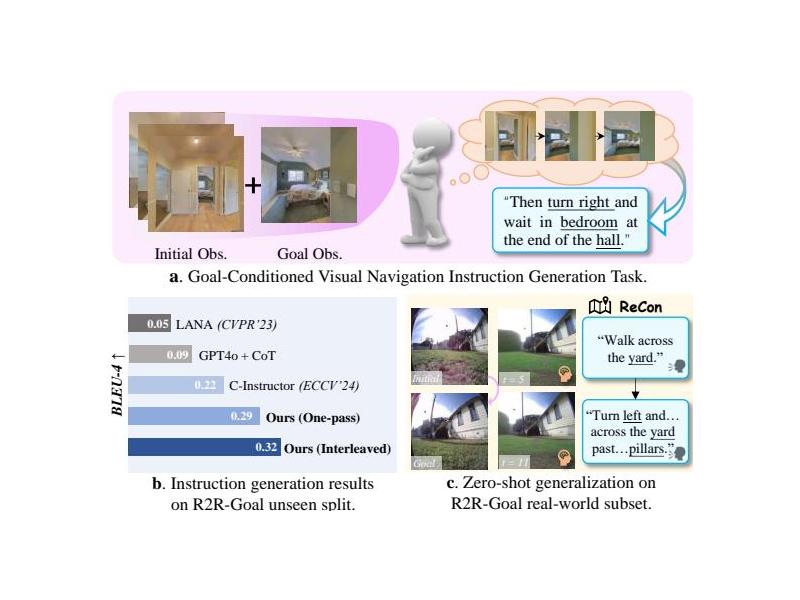 "Then turn right and
wait in bedroom at
the end of the hall."
Initial Obs.
Goal Obs.
a. Goal-Conditioned Visual Navigation Instruction Generation Task.
BLEU-4 ↑
0.05 LANA (CVPR'23)
0.09 GPT4o + CoT
0.22 C-Instructor (ECCV'24)
0.29 Ours (One-pass)
0.32 Ours (Interleaved)
b. Instruction generation results
on R2R-Goal unseen split.
ReCon
Initial
t = 5
Goal
t = 11
"Walk across
the yard."
"Turn left and…
across the yard
past…pillars."
c. Zero-shot generalization on
R2R-Goal real-world subset.